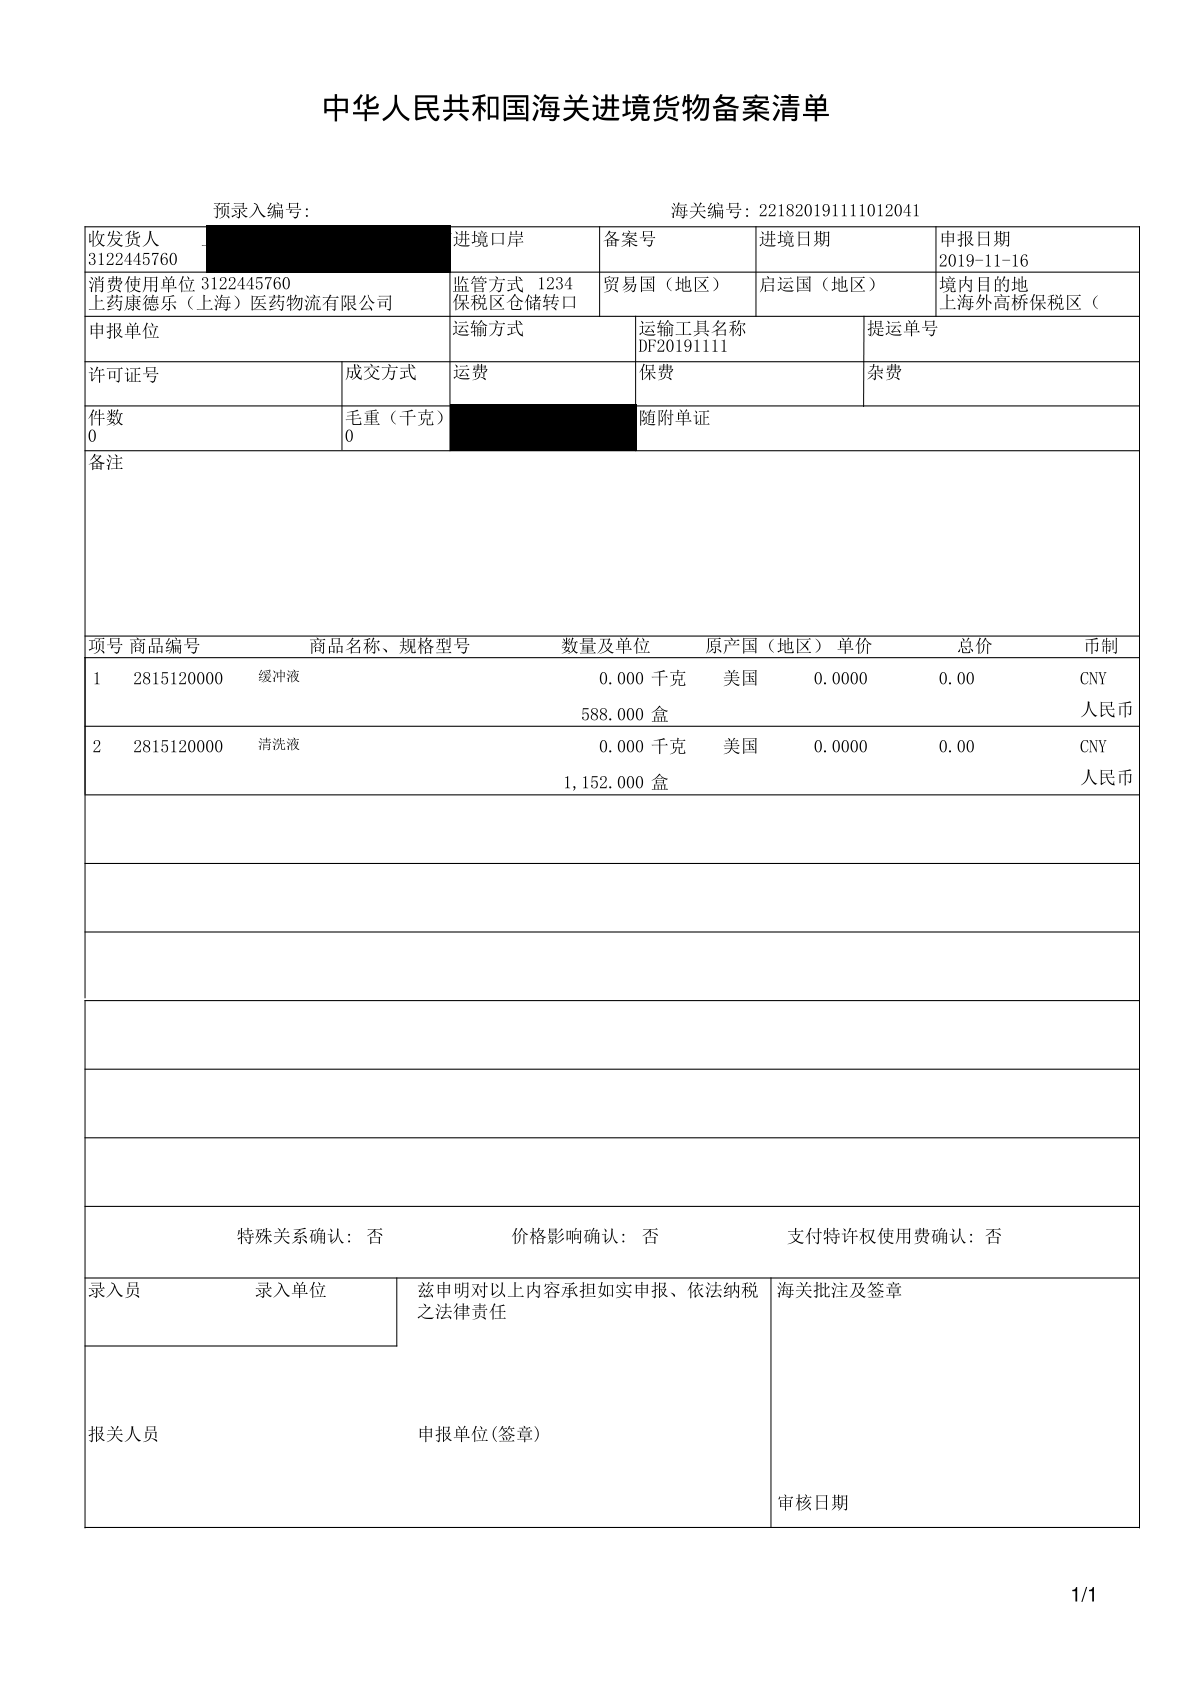 中华人民共和国海关进境货物备案清单
预录入编号: 海关编号: 221820191111012041
收发货人 进境口岸 备案号 进境日期 申报日期
3122445760 2019-11-16
消费使用单位 3122445760 监管方式 1234 贸易国（地区） 启运国（地区） 境内目的地
上药康德乐（上海）医药物流有限公司 保税区仓储转口 上海外高桥保税区（
申报单位 运输方式 运输工具名称 提运单号
DF20191111
许可证号 成交方式 运费 保费 杂费
件数 毛重（千克） 随附单证
0 0
备注
项号 商品编号 商品名称、规格型号 数量及单位 原产国（地区） 单价 总价 币制
1 2815120000 缓冲液 0.000 千克 美国 0.0000 0.00 CNY
588.000 盒 人民币
2 2815120000 清洗液 0.000 千克 美国 0.0000 0.00 CNY
1,152.000 盒 人民币
特殊关系确认: 否 价格影响确认: 否 支付特许权使用费确认: 否
录入员 录入单位 兹申明对以上内容承担如实申报、依法纳税 海关批注及签章
之法律责任
报关人员 申报单位(签章)
审核日期
1/1